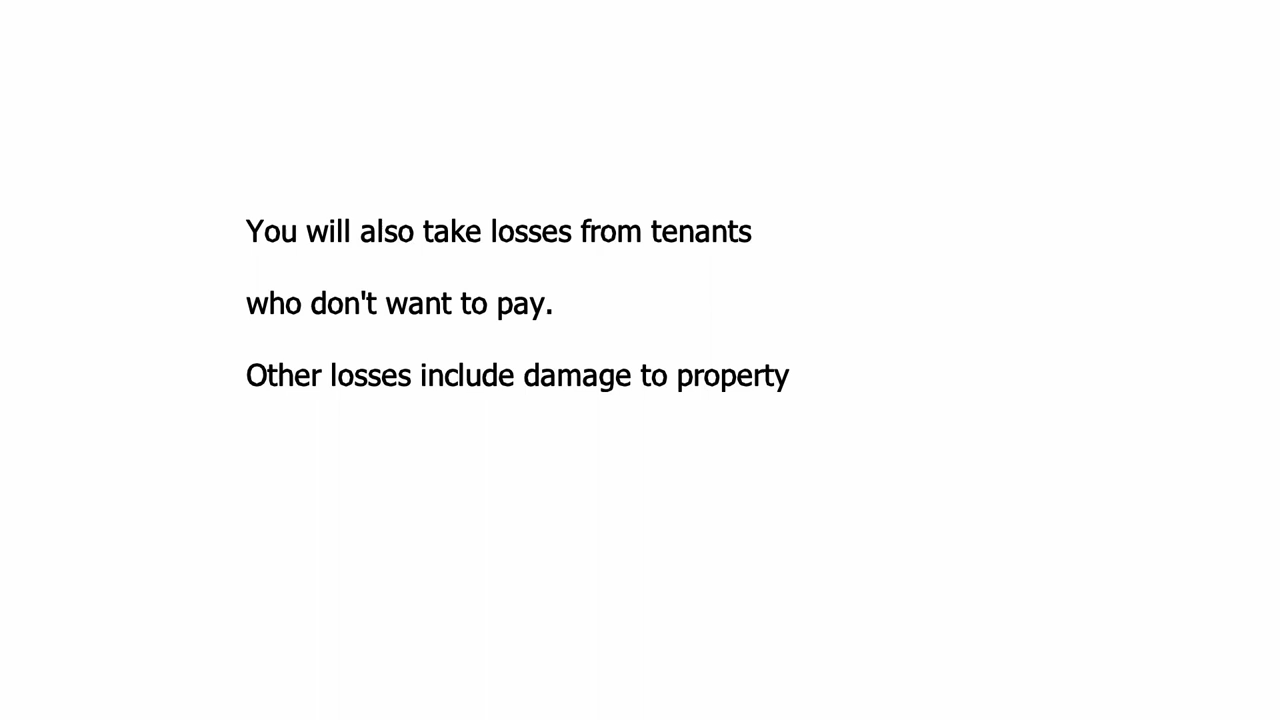 You will also take losses from tenants
who don't want to pay.
Other losses include damage to property